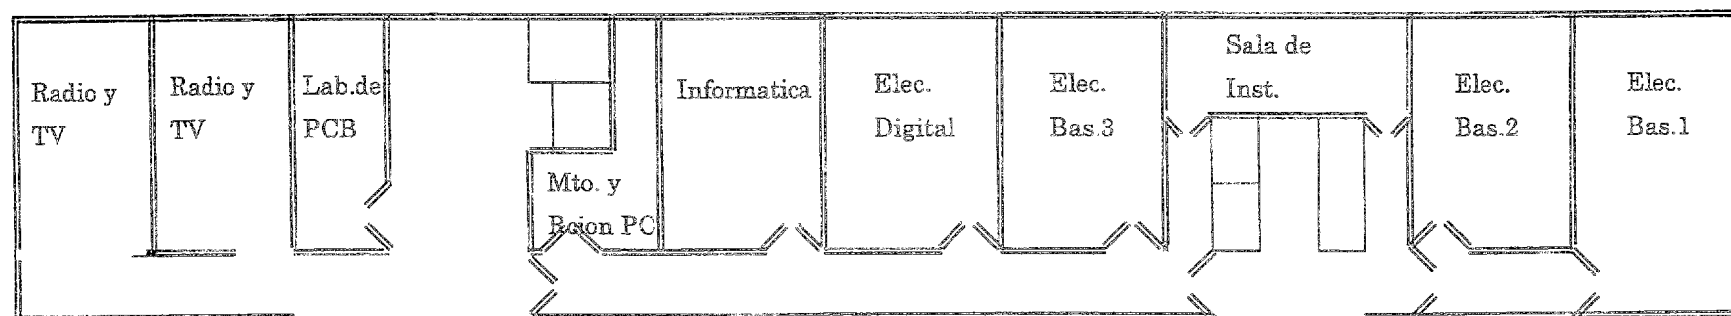 Radio y
TV
Radio y
TV
Lab.de
PCB
Mto. y
Rcion PC
Informatica
Elec.
Digital
Elec.
Bas.3
Sala de
Inst.
Elec.
Bas.2
Elec.
Bas.1